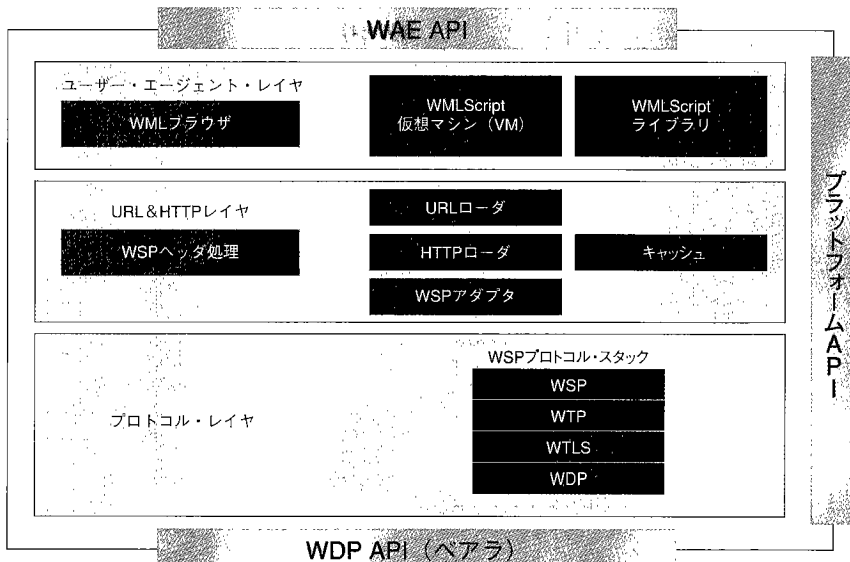 WAE API
ユーザー・エージェント・レイヤ
WMLブラウザ
WMLScript
仮想マシン（VM）
WMLScript
ライブラリ
URL&HTTPレイヤ
WSPヘッダ処理
URLローダ
HTTPローダ
WSPアダプタ
キャッシュ
プロトコル・レイヤ
WSPプロトコル・スタック
WSP
WTP
WTLS
WDP
WDP API（ベアラ）
プラットフォームAPI